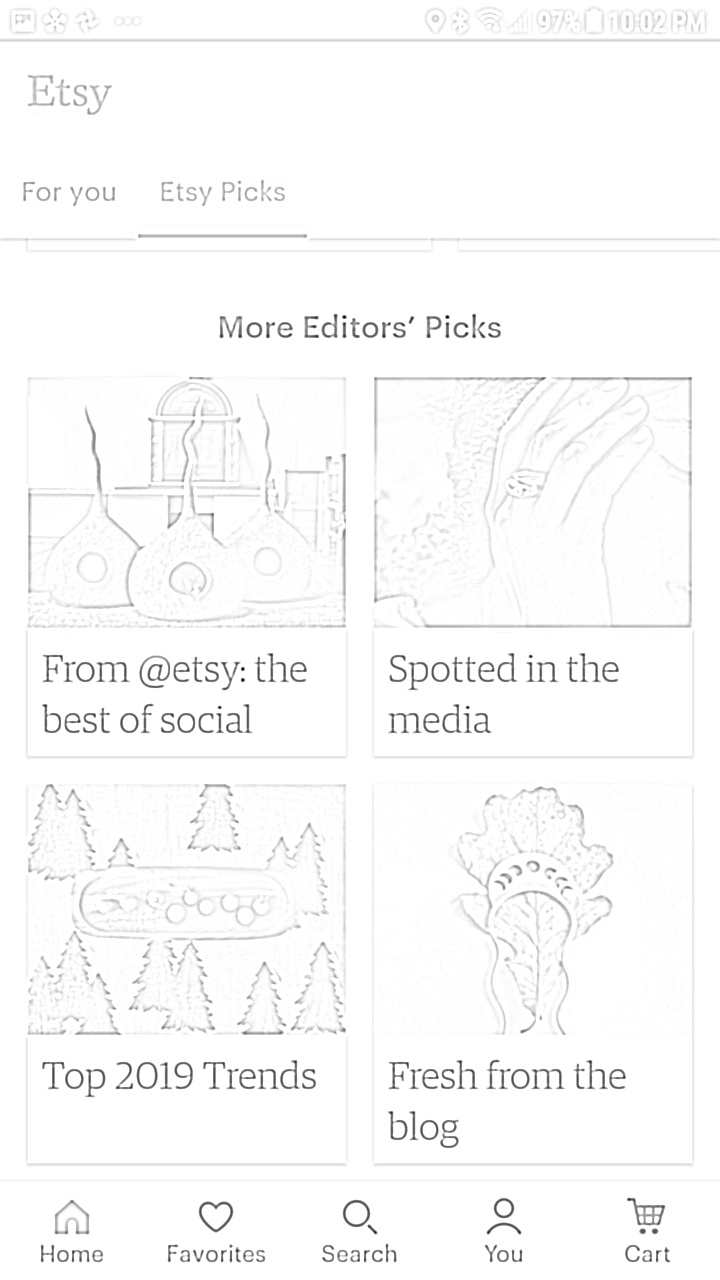 97% 10:02 PM
Etsy
For you Etsy Picks
More Editors' Picks
From @etsy: the
best of social
Spotted in the
media
Top 2019 Trends
Fresh from the
blog
Home Favorites Search You Cart